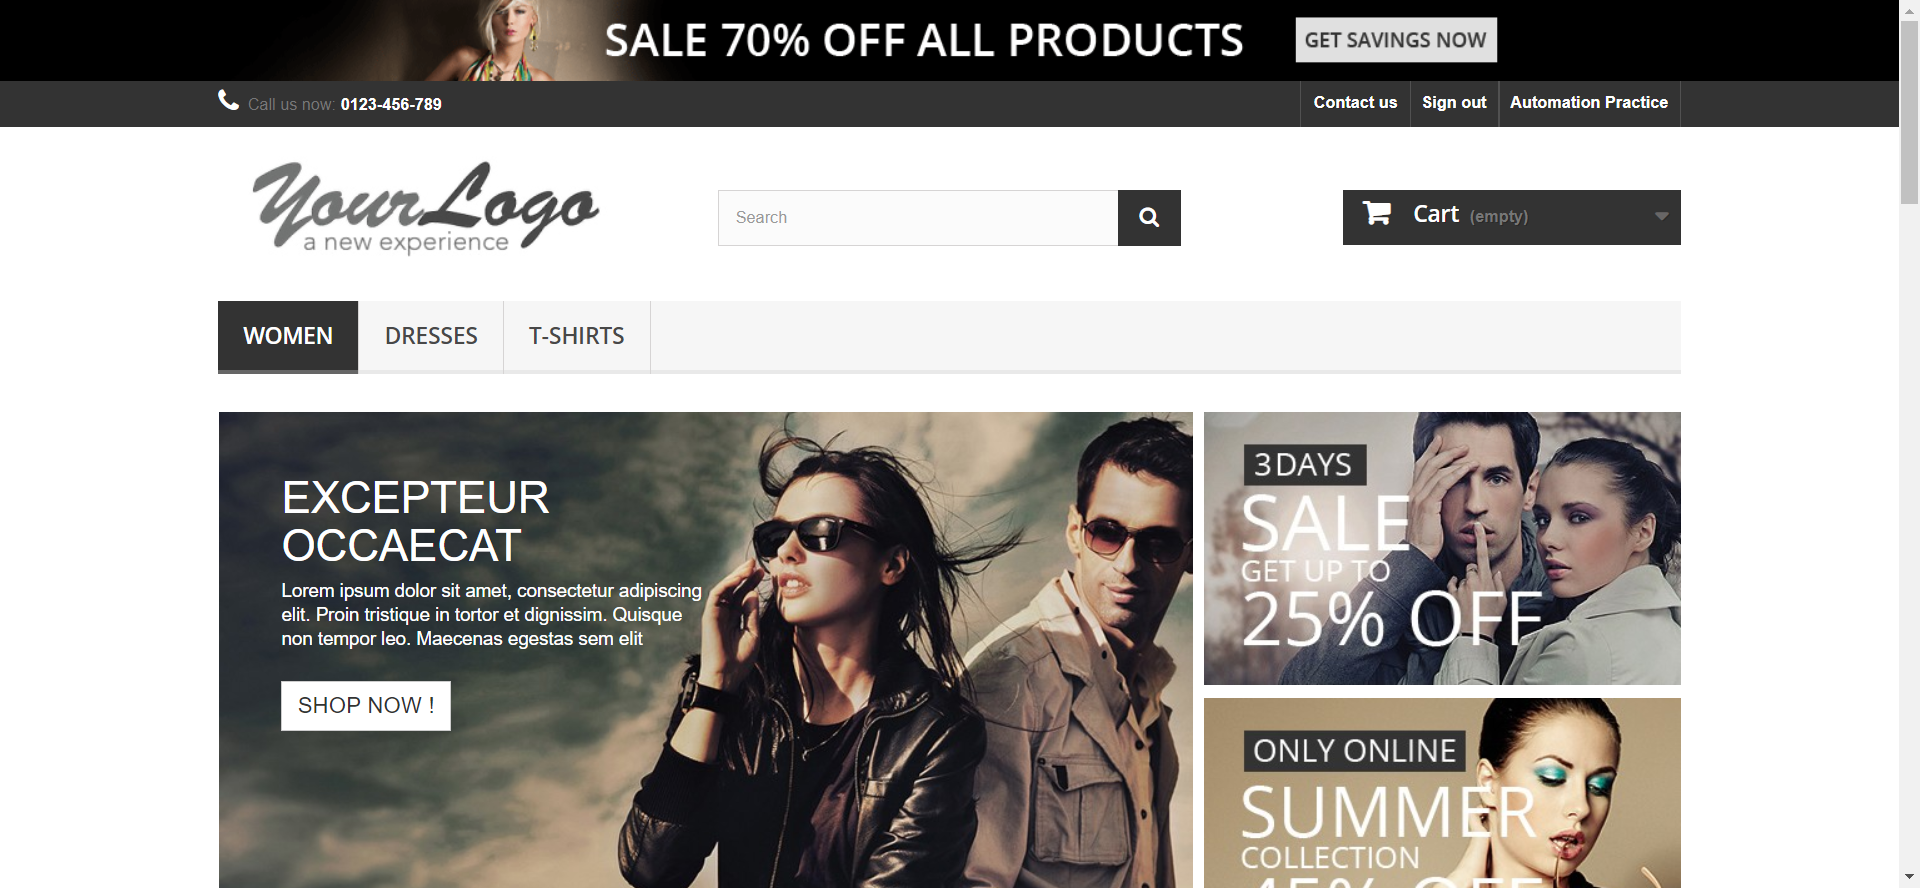 SALE 70% OFF ALL PRODUCTS
GET SAVINGS NOW
Call us now: 0123-456-789
Contact us
Sign out
Automation Practice
Your Logo
a new experience
Search
Cart (empty)
WOMEN
DRESSES
T-SHIRTS
EXCEPTEUR
OCCAECAT
Lorem ipsum dolor sit amet, consectetur adipiscing
elit. Proin tristique in tortor et dignissim. Quisque
non tempor leo. Maecenas egestas sem elit
SHOP NOW !
3 DAYS
SALE
GET UP TO
25% OFF
ONLY ONLINE
SUMMER
COLLECTION
45% OFF